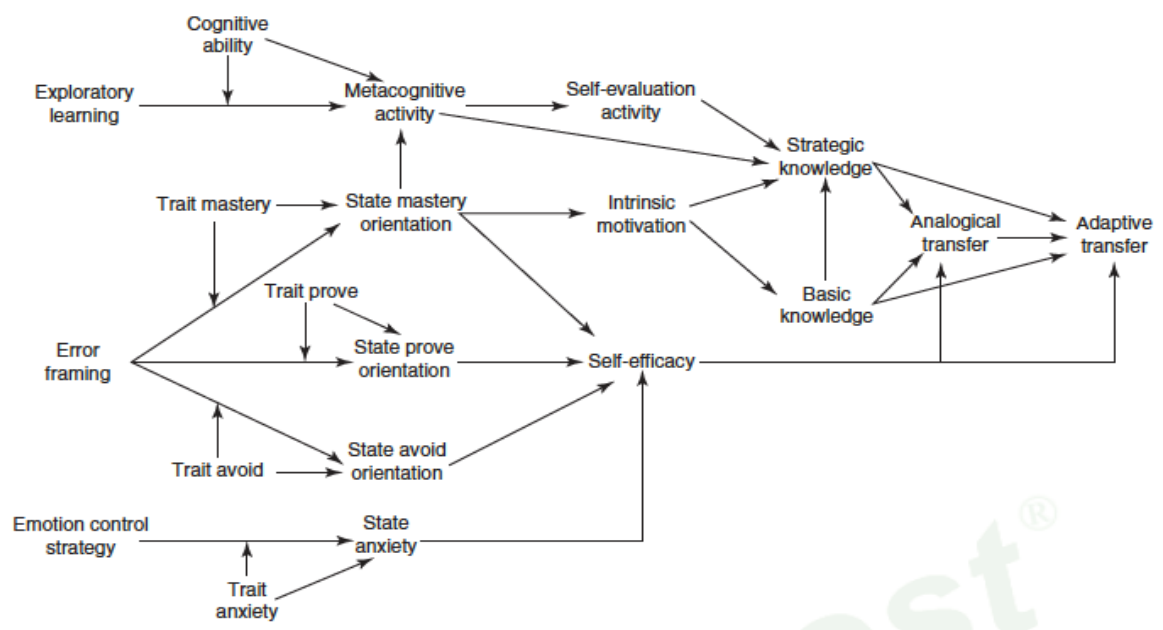 Cognitive
ability
Exploratory
learning
Metacognitive
activity
Self-evaluation
activity
Strategic
knowledge
Trait mastery
State mastery
orientation
Intrinsic
motivation
Analogical
transfer
Adaptive
transfer
Trait prove
Basic
knowledge
Error
framing
State prove
orientation
Self-efficacy
Trait avoid
State avoid
orientation
Emotion control
strategy
State
anxiety
Trait
anxiety
est®